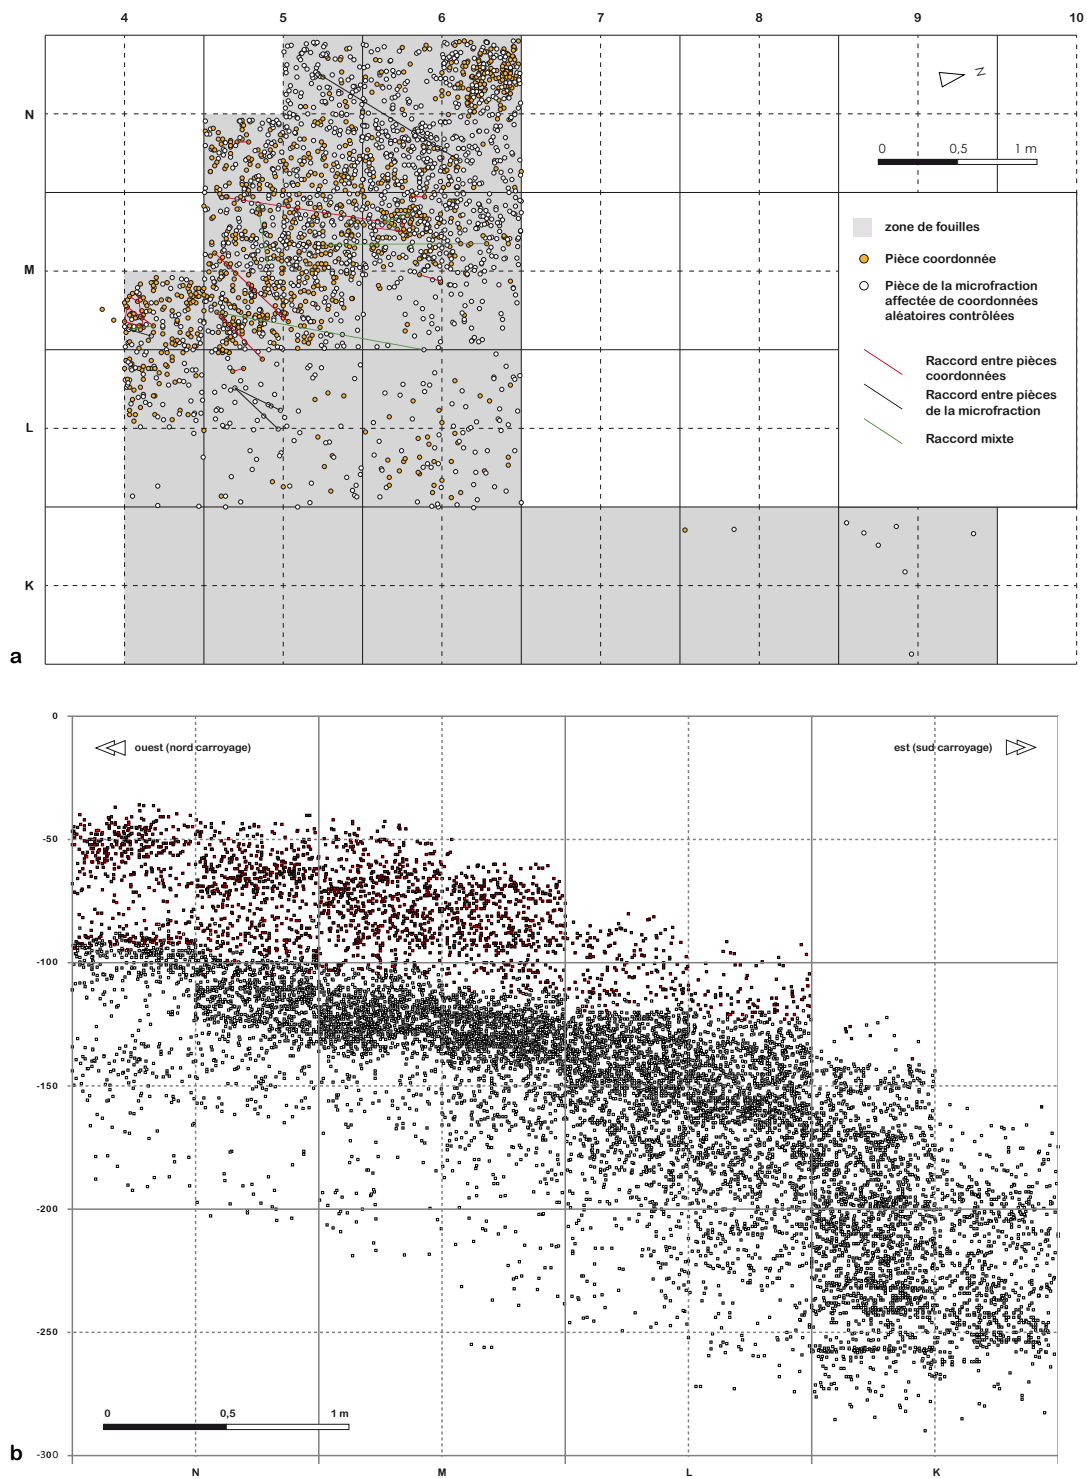 4 5 6 7 8 9 10
N
M
L
K
N
0 0,5 1 m
zone de fouilles
Pièce coordonnée
Pièce de la microfraction
affectée de coordonnées
aléatoires contrôlées
Raccord entre pièces
coordonnées
Raccord entre pièces
de la microfraction
Raccord mixte
a
0
-50
-100
-150
-200
-250
-300
ouest (nord carroyage)
est (sud carroyage)
0 0,5 1 m
b
N M L K